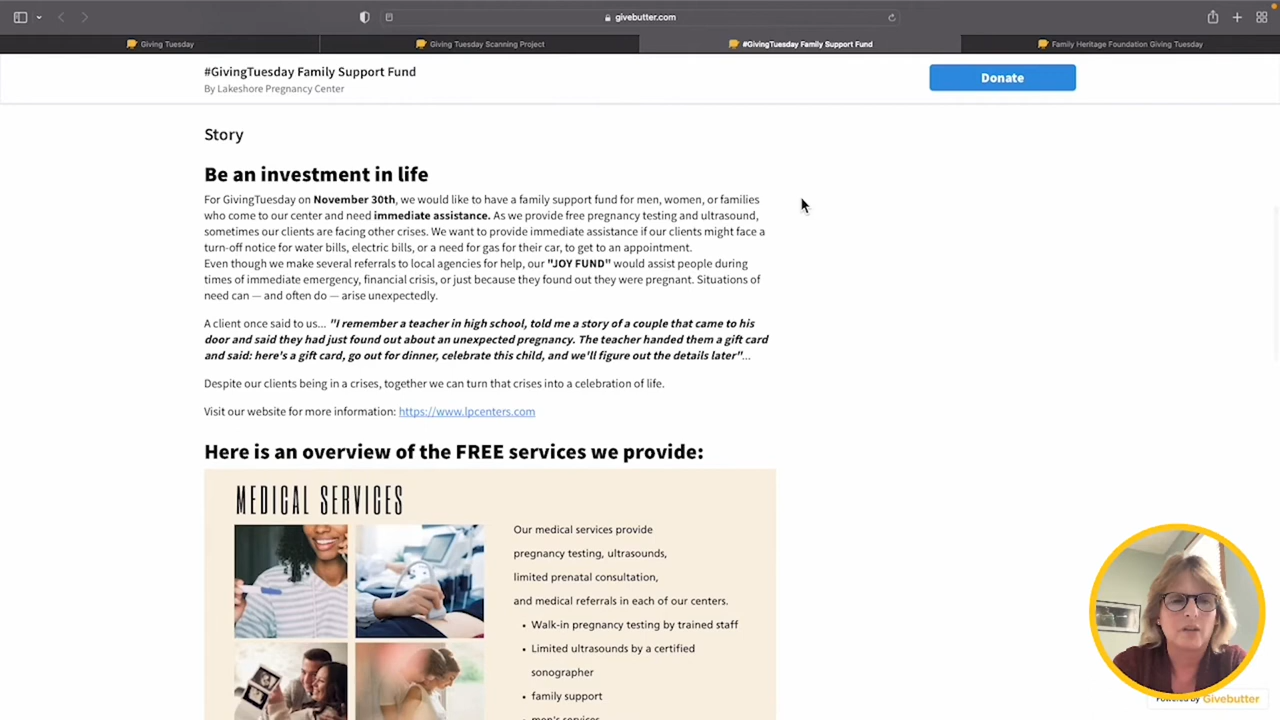 givebutter.com
Giving Tuesday
Giving Tuesday Scanning Project
#GivingTuesday Family Support Fund
Family Heritage Foundation Giving Tuesday
#GivingTuesday Family Support Fund
By Lakeshore Pregnancy Center
Donate
Story
Be an investment in life
For GivingTuesday on November 30th, we would like to have a family support fund for men, women, or families
who come to our center and need immediate assistance. As we provide free pregnancy testing and ultrasound,
sometimes our clients are facing other crises. We want to provide immediate assistance if our clients might face a
turn-off notice for water bills, electric bills, or a need for gas for their car, to get to an appointment.
Even though we make several referrals to local agencies for help, our "JOY FUND" would assist people during
times of immediate emergency, financial crisis, or just because they found out they were pregnant. Situations of
need can — and often do — arise unexpectedly.
A client once said to us... "I remember a teacher in high school, told me a story of a couple that came to his
door and said they had just found out about an unexpected pregnancy. The teacher handed them a gift card
and said: here's a gift card, go out for dinner, celebrate this child, and we'll figure out the details later"...
Despite our clients being in a crises, together we can turn that crises into a celebration of life.
Visit our website for more information: https://www.lpcenters.com
Here is an overview of the FREE services we provide:
MEDICAL SERVICES
Our medical services provide
pregnancy testing, ultrasounds,
limited prenatal consultation,
and medical referrals in each of our centers.
• Walk-in pregnancy testing by trained staff
• Limited ultrasounds by a certified
sonographer
• family support
• men's services
Powered by Givebutter